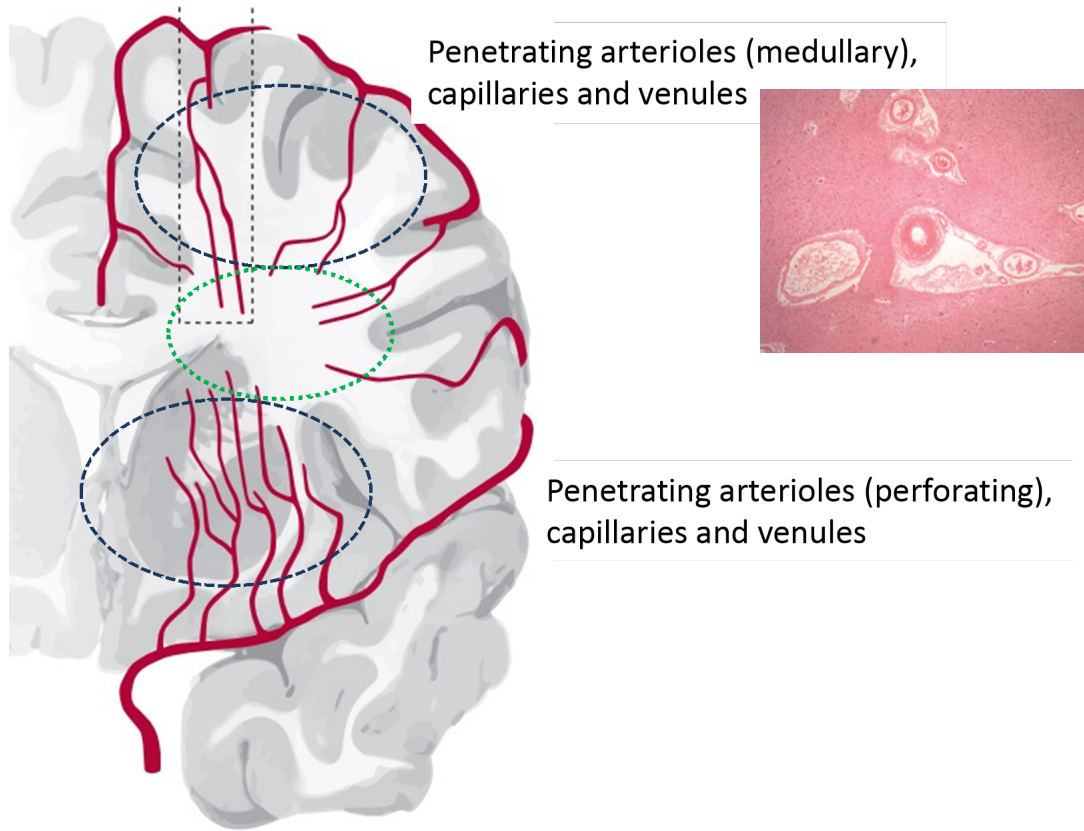 Penetrating arterioles (medullary),
capillaries and venules
Penetrating arterioles (perforating),
capillaries and venules